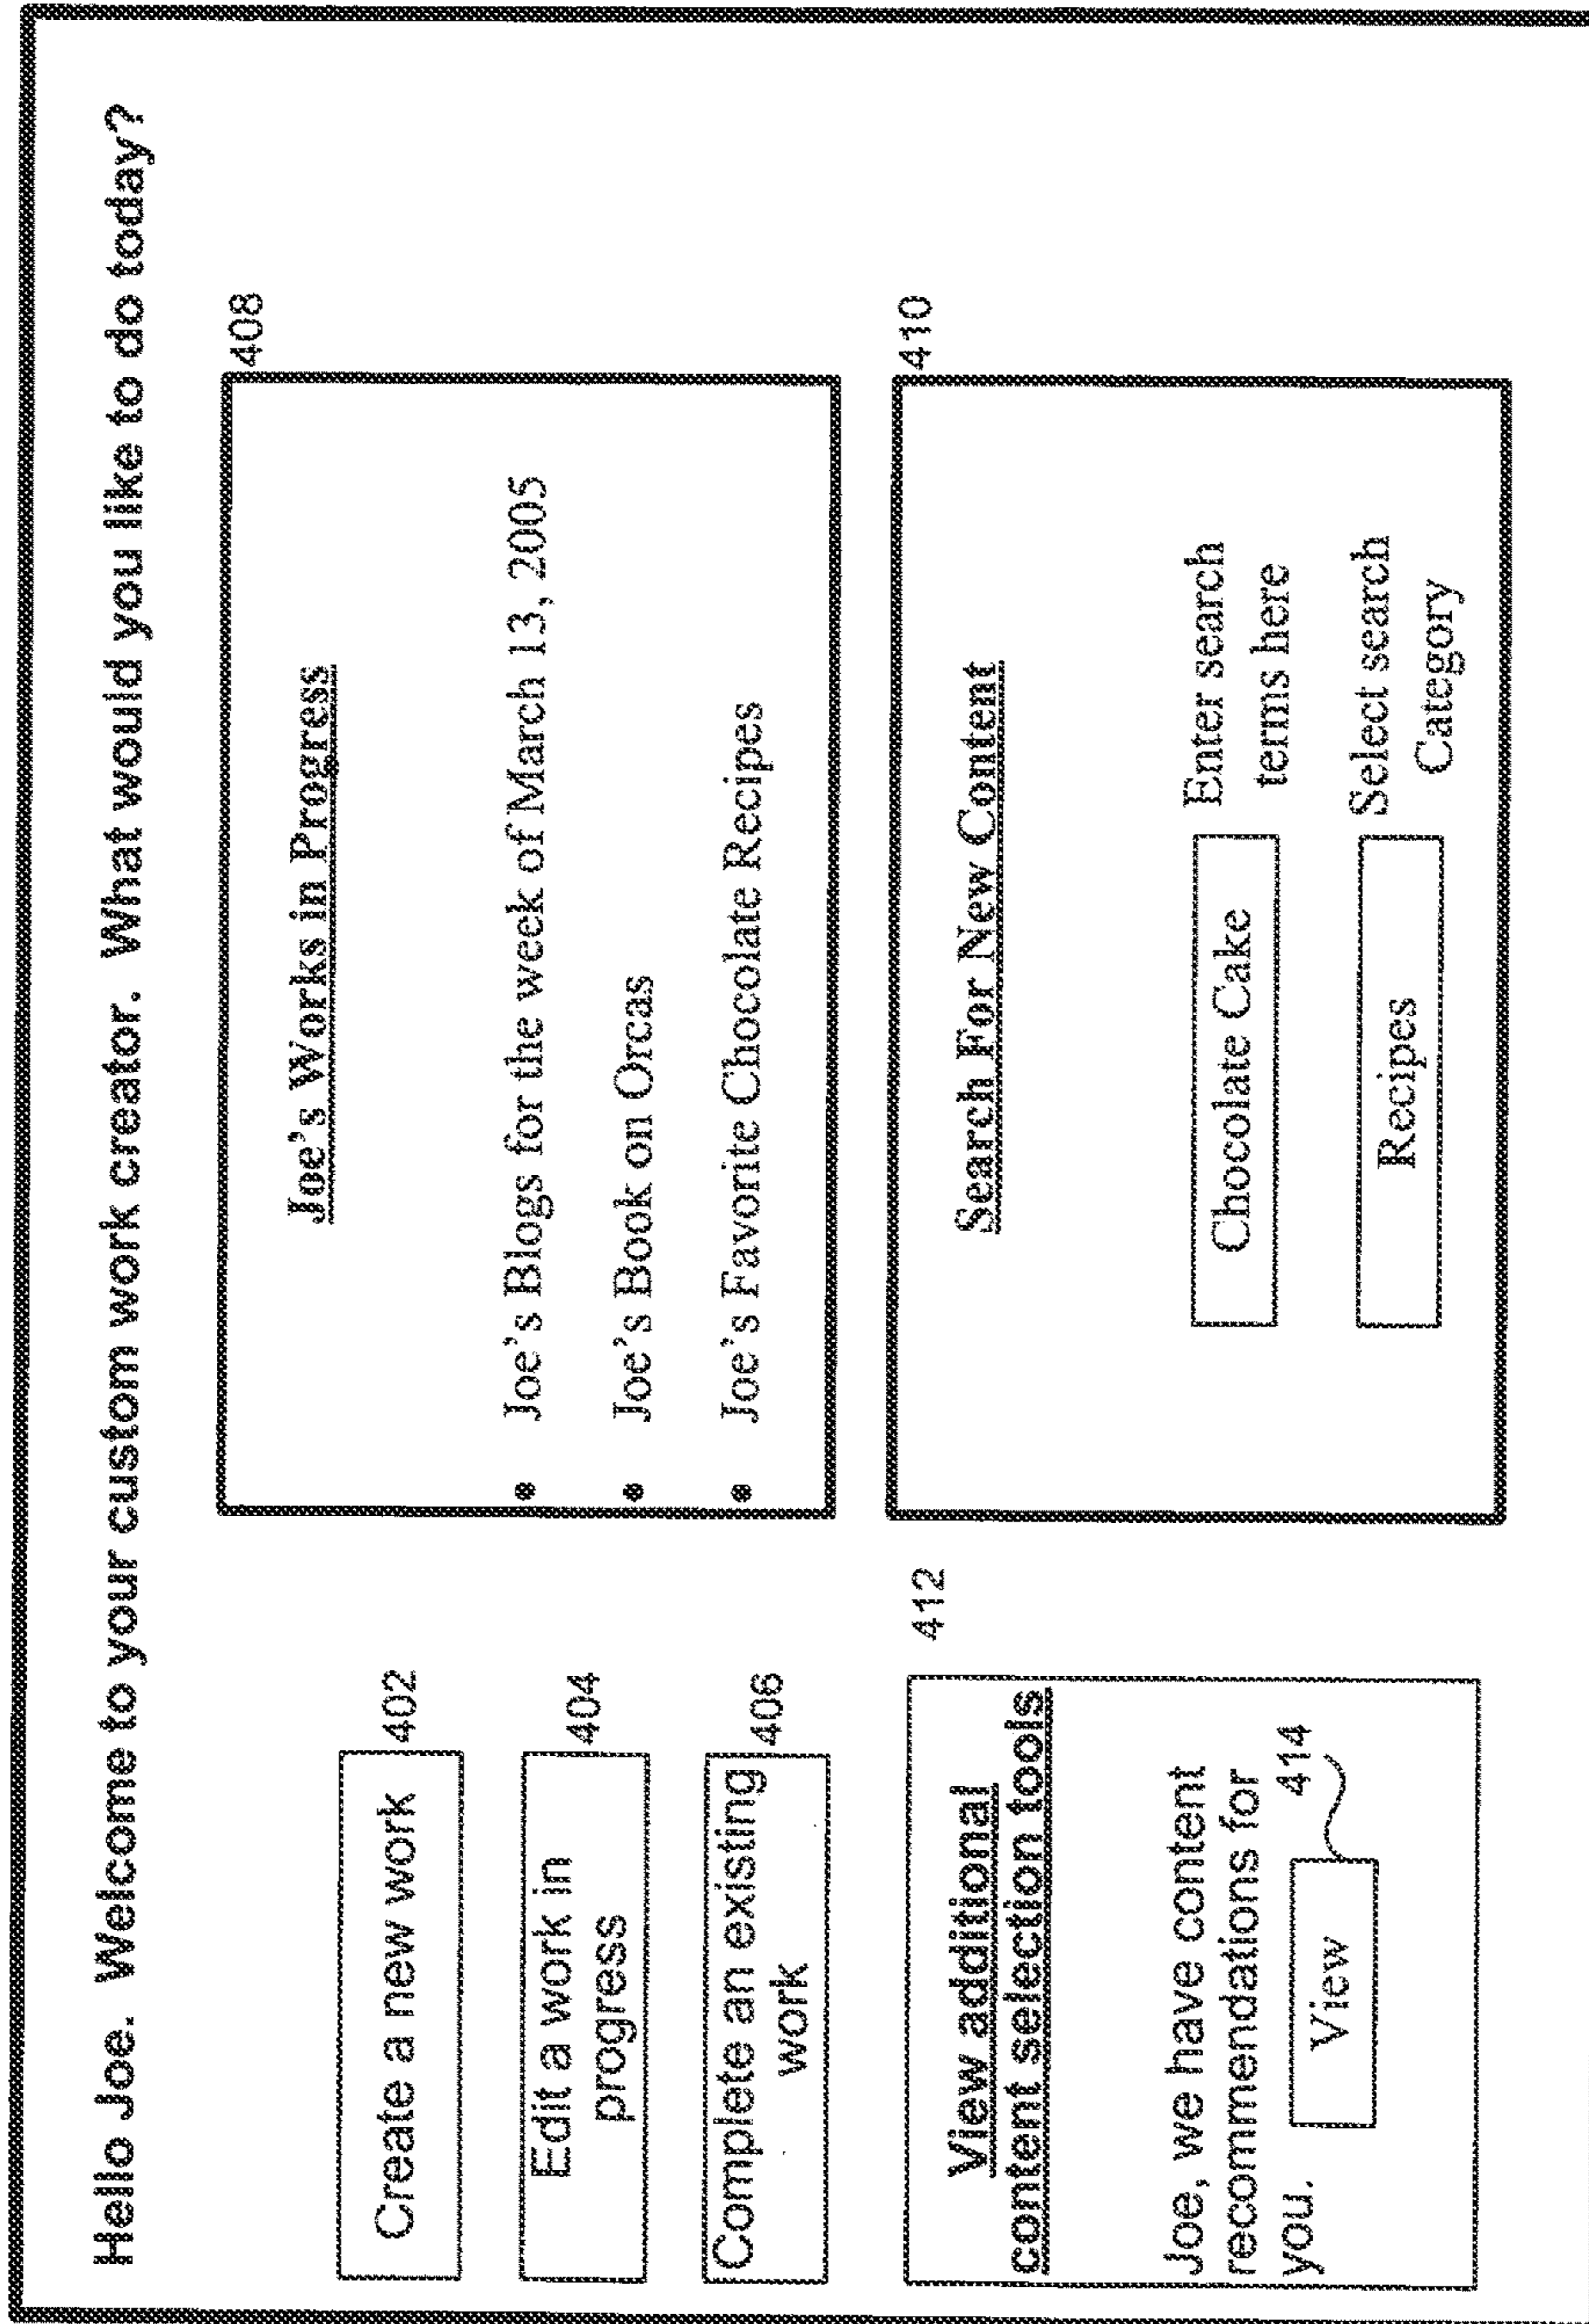 Hello Joe.  Welcome to your custom work creator.  What would you like to do today?
Create a new work
402
Edit a work in
progress
404
Complete an existing
work
406
408
Joe's Works in Progress
• Joe's Blogs for the week of March 13, 2005
• Joe's Book on Orcas
• Joe's Favorite Chocolate Recipes
412
View additional
content selection tools
Joe, we have content
recommendations for
you.
View
414
410
Search For New Content
Chocolate Cake
Enter search
terms here
Recipes
Select search
Category